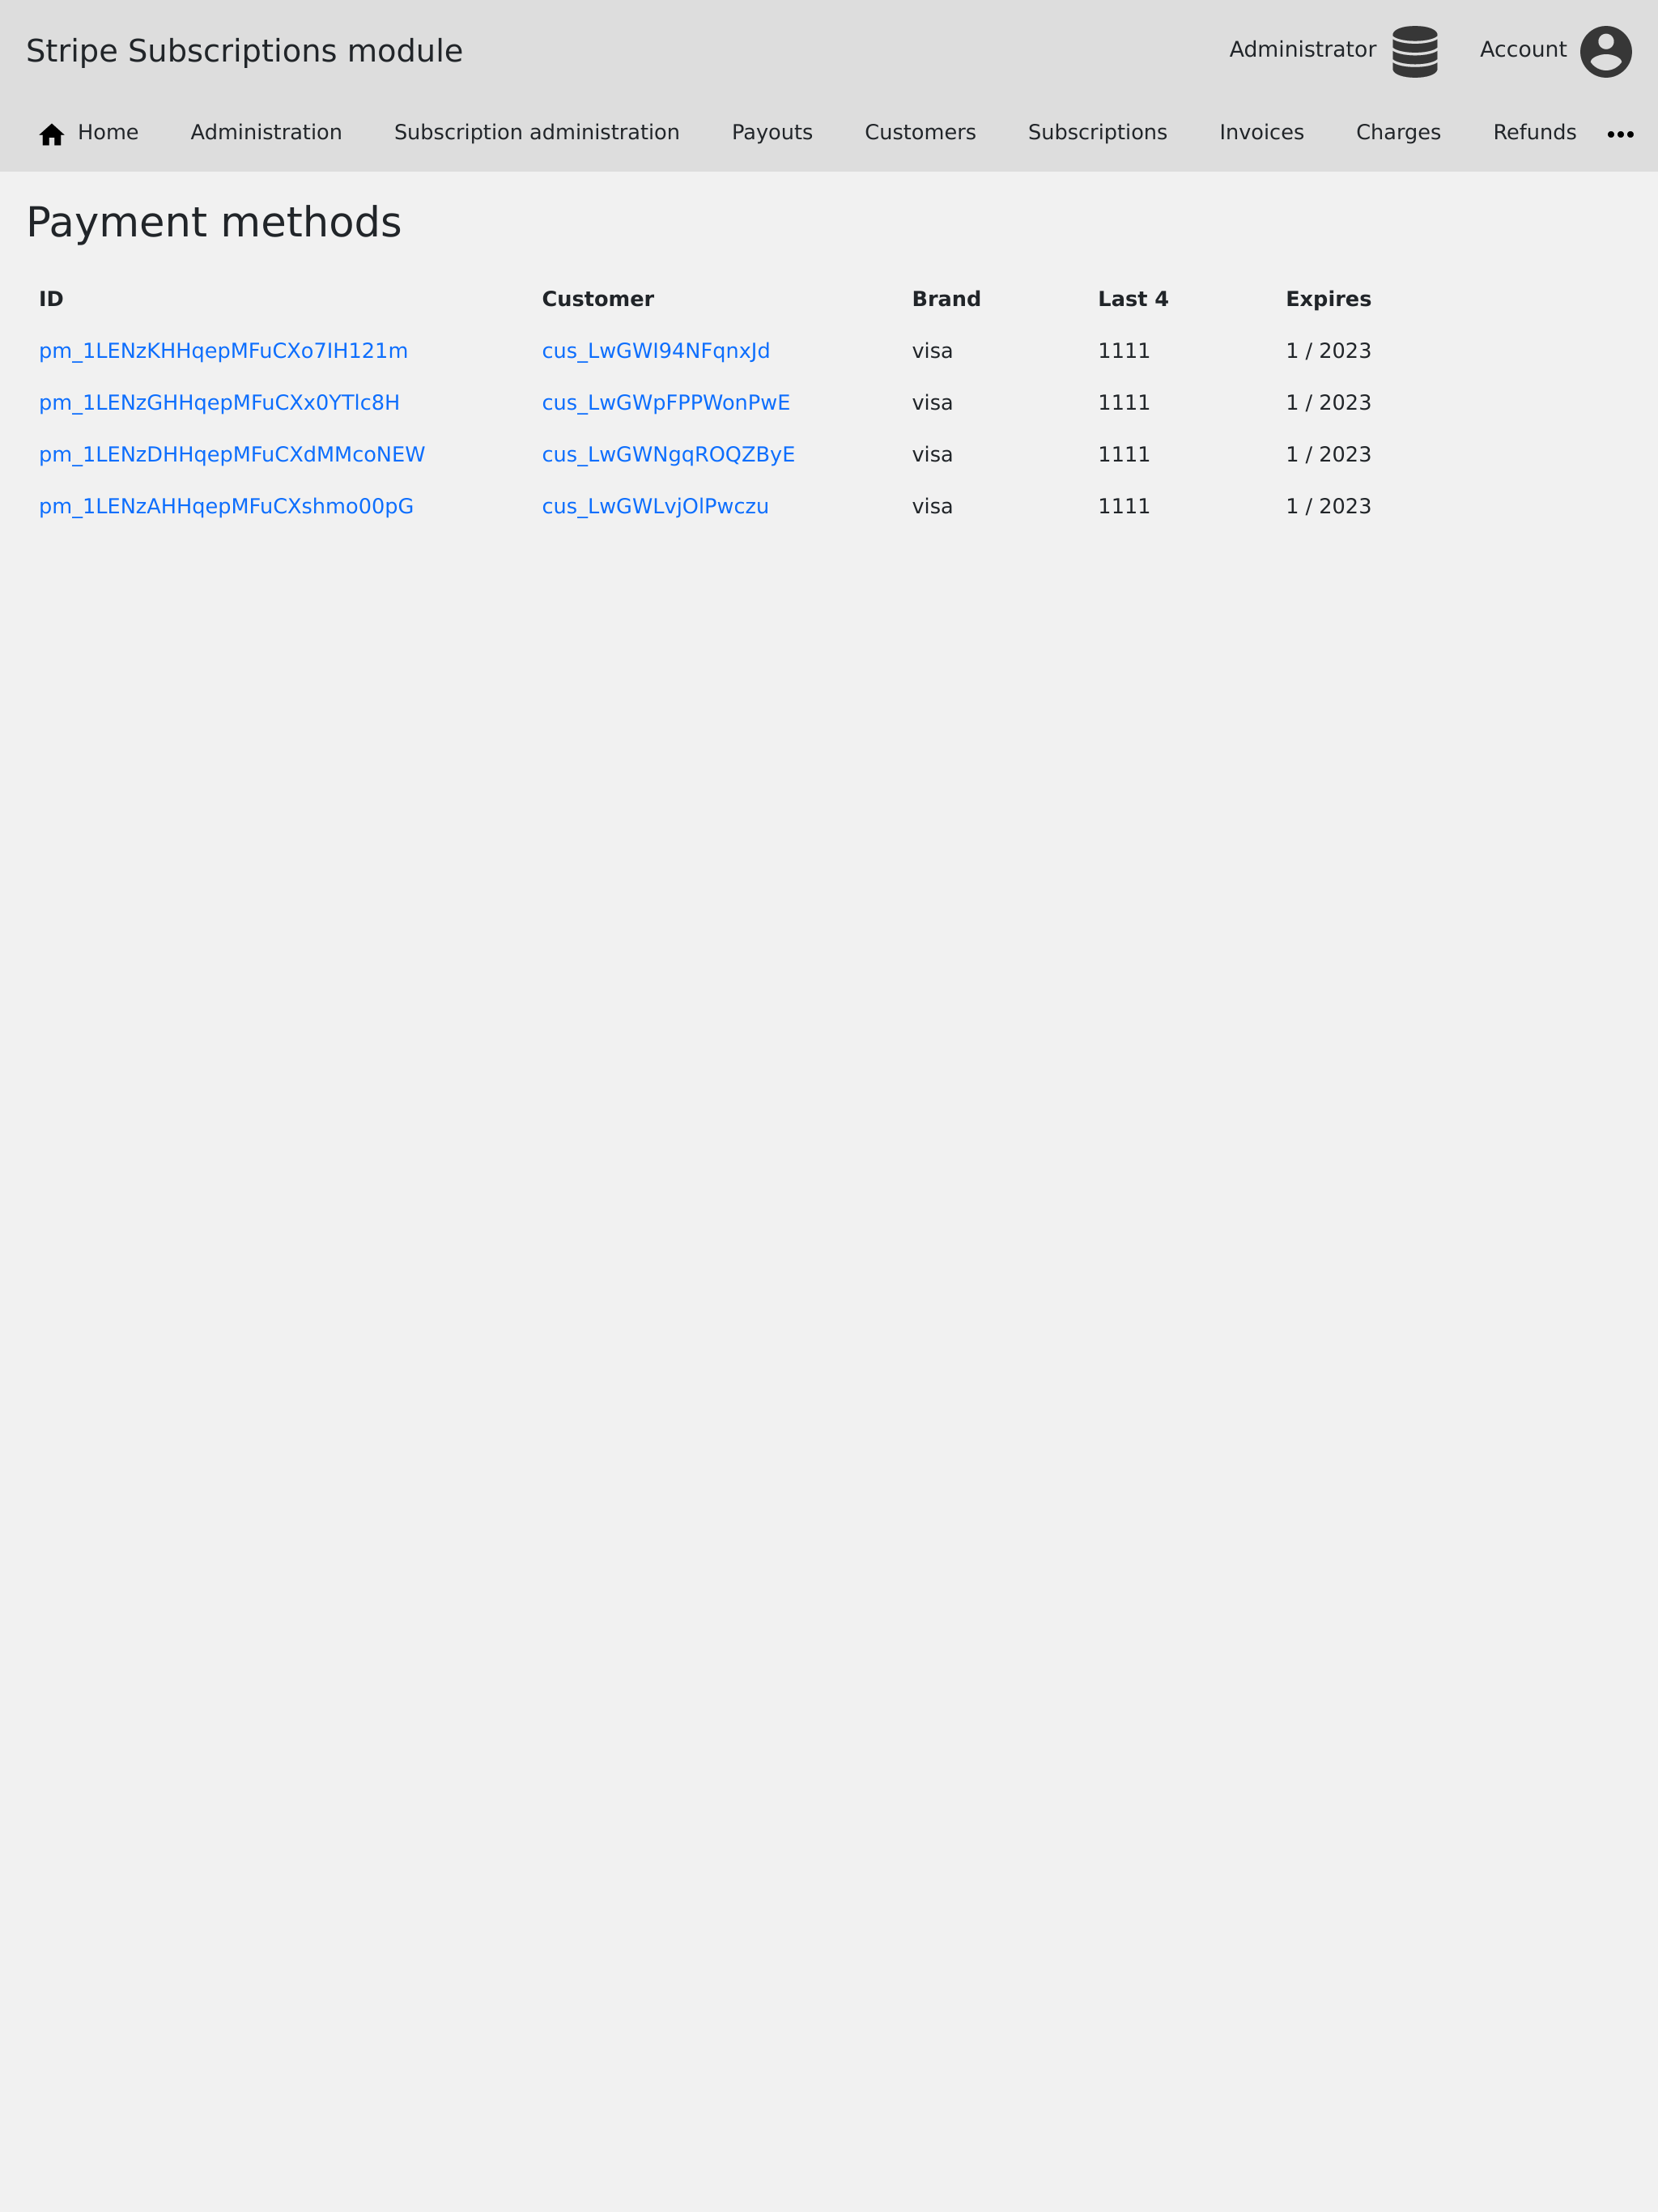 Stripe Subscriptions module Administrator Account
Home Administration Subscription administration Payouts Customers Subscriptions Invoices Charges Refunds •••
Payment methods
ID Customer Brand Last 4 Expires
pm_1LENzKHHqepMFuCXo7IH121m cus_LwGWI94NFqnxJd visa 1111 1 / 2023
pm_1LENzGHHqepMFuCXx0YTlc8H cus_LwGWpFPPWonPwE visa 1111 1 / 2023
pm_1LENzDHHqepMFuCXdMMcoNEW cus_LwGWNgqROQZByE visa 1111 1 / 2023
pm_1LENzAHHqepMFuCXshmo00pG cus_LwGWLvjOlPwczu visa 1111 1 / 2023